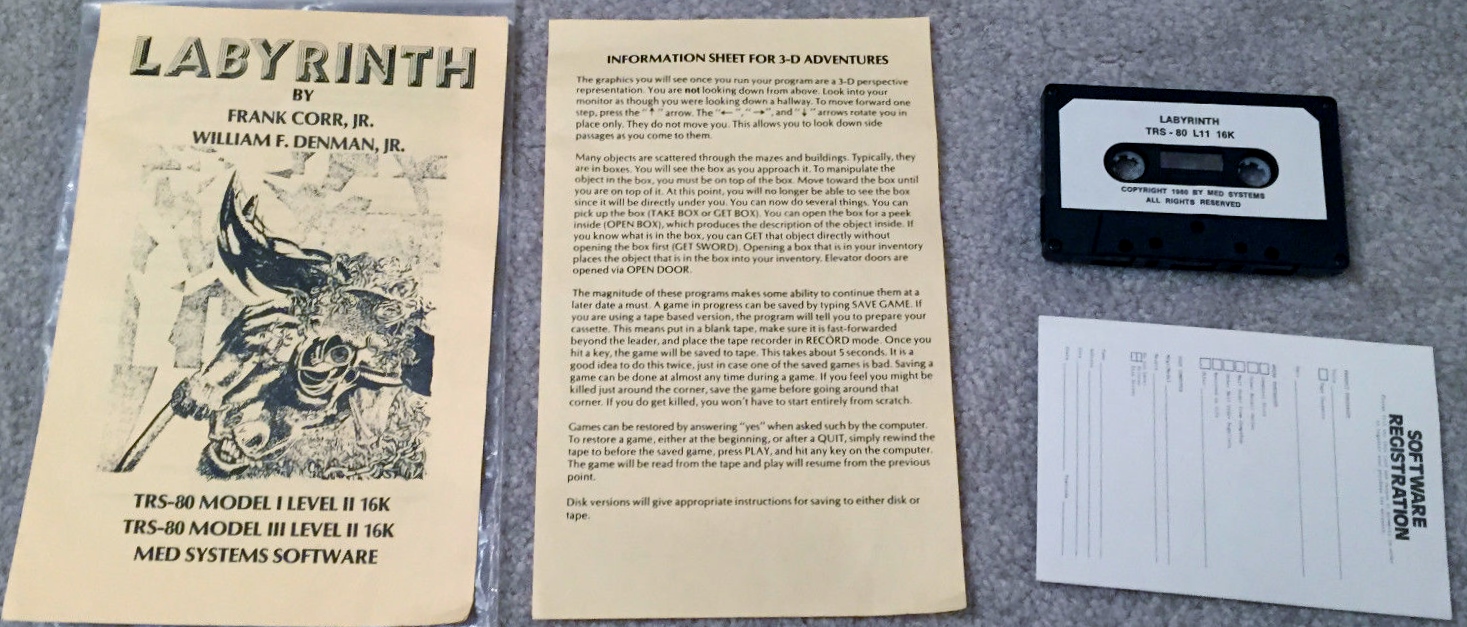 LABYRINTH
BY
FRANK CORR, JR.
WILLIAM F. DENMAN, JR.
TRS-80 MODEL I LEVEL II 16K
TRS-80 MODEL III LEVEL II 16K
MED SYSTEMS SOFTWARE
INFORMATION SHEET FOR 3-D ADVENTURES
The graphics you will see once you run your program are a 3-D perspective
representation. You are not looking down from above. Look into your
monitor as though you were looking down a hallway. To move forward one
step, press the "↑" arrow. The "←", "→", and "↓" arrows rotate you in
place only. They do not move you. This allows you to look down side
passages as you come to them.
Many objects are scattered through the mazes and buildings. Typically, they
are in boxes. You will see the box as you approach it. To manipulate the
object in the box, you must be on top of the box. Move toward the box until
you are on top of it. At this point, you will no longer be able to see the box
since it will be directly under you. You can now do several things. You can
pick up the box (TAKE BOX or GET BOX). You can open the box for a peek
inside (OPEN BOX), which produces the description of the object inside. If
you know what is in the box, you can GET that object directly without
opening the box first (GET SWORD). Opening a box that is in your inventory
places the object that is in the box into your inventory. Elevator doors are
opened via OPEN DOOR.
The magnitude of these programs makes some ability to continue them at a
later date a must. A game in progress can be saved by typing SAVE GAME. If
you are using a tape based version, the program will tell you to prepare your
cassette. This means put in a blank tape, make sure it is fast-forwarded
beyond the leader, and place the tape recorder in RECORD mode. Once you
hit a key, the game will be saved to tape. This takes about 5 seconds. It is a
good idea to do this twice, just in case one of the saved games is bad. Saving a
game can be done at almost any time during a game. If you feel you might be
killed just around the corner, save the game before going around that
corner. If you do get killed, you won't have to start entirely from scratch.
Games can be restored by answering "yes" when asked such by the computer.
To restore a game, either at the beginning, or after a QUIT, simply rewind the
tape to before the saved game, press PLAY, and hit any key on the computer.
The game will be read from the tape and play will resume from the previous
point.
Disk versions will give appropriate instructions for saving to either disk or
tape.
LABYRINTH
TRS - 80 L11 16K
COPYRIGHT 1980 BY MED SYSTEMS
ALL RIGHTS RESERVED
SOFTWARE
REGISTRATION